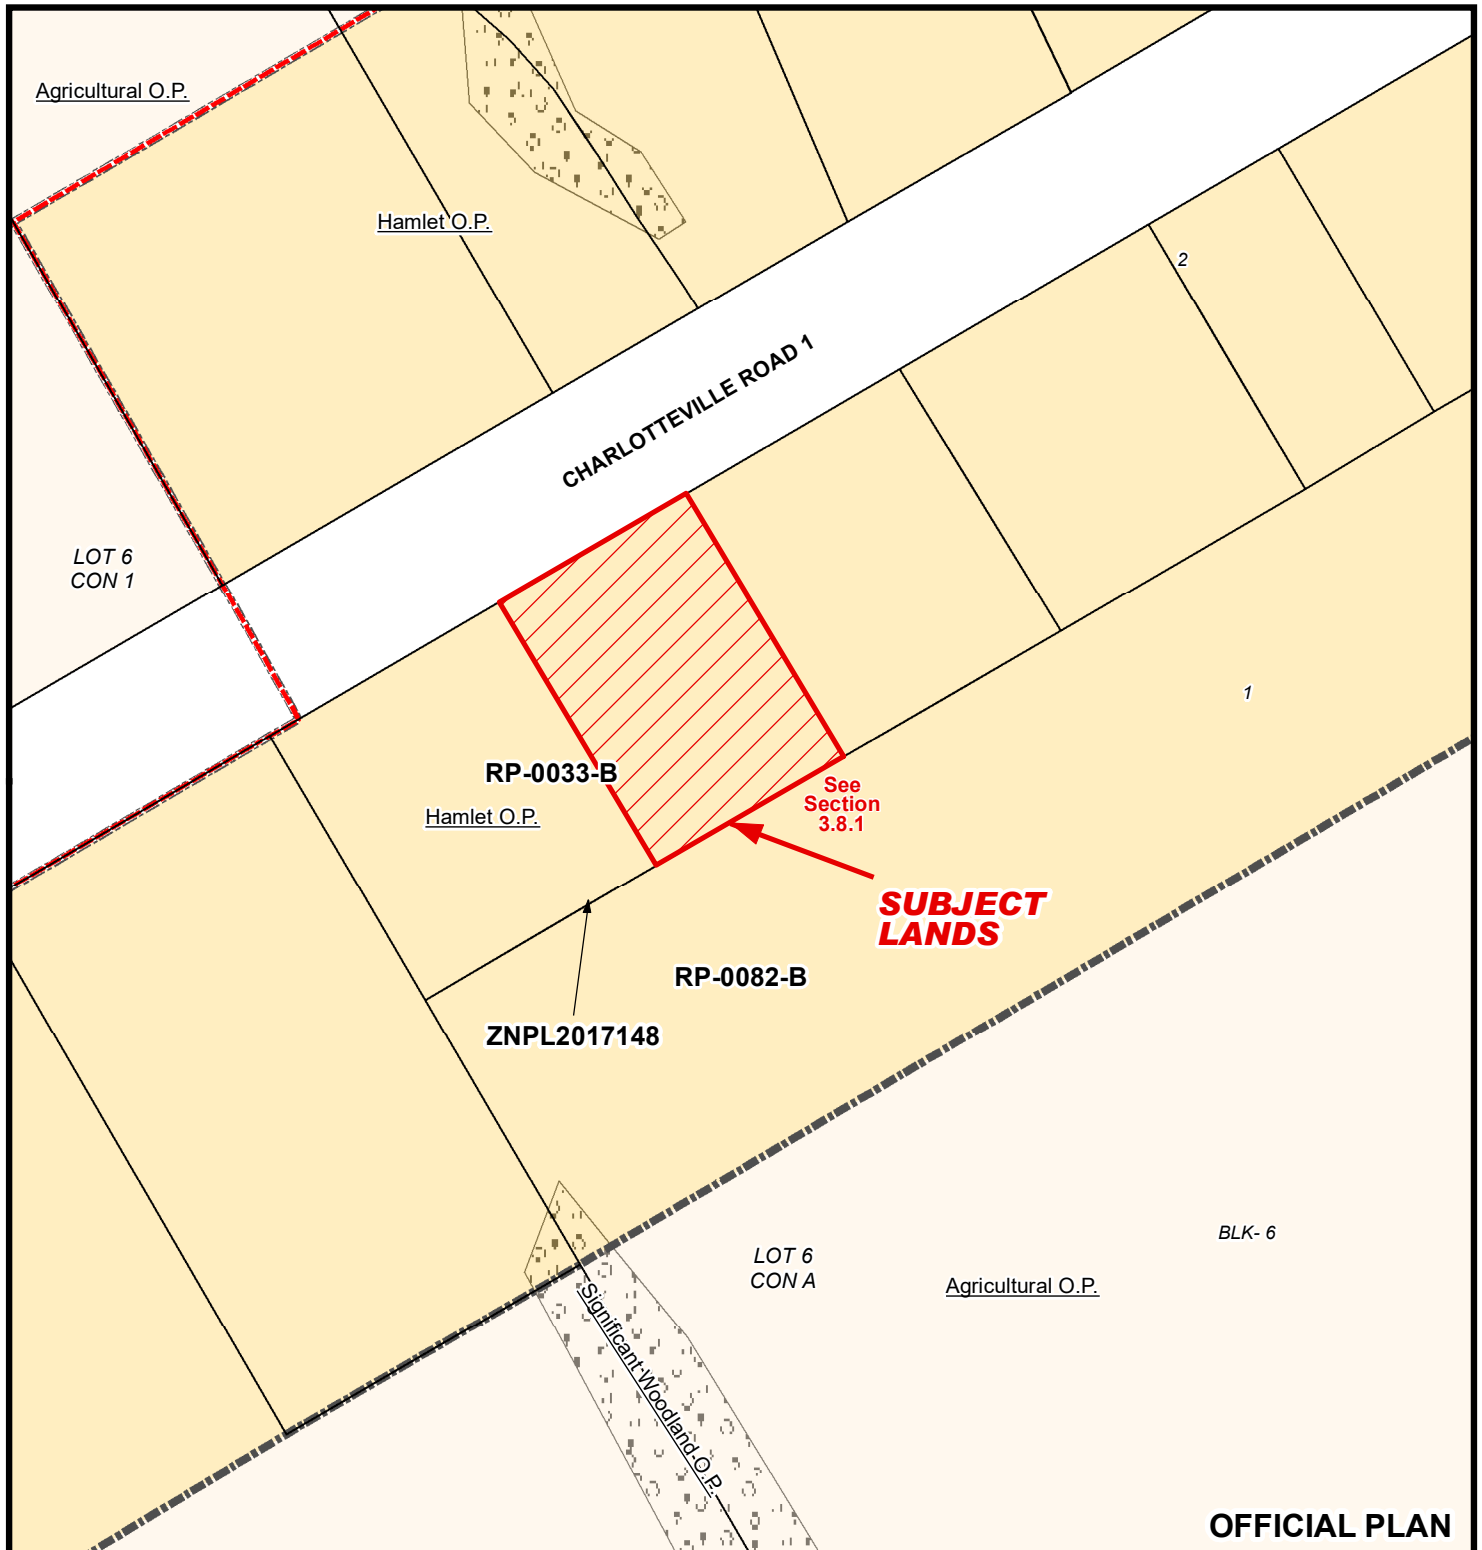 Agricultural O.P.
Hamlet O.P.
2
CHARLOTTEVILLE ROAD 1
LOT 6
CON 1
1
RP-0033-B
See
Section
3.8.1
Hamlet O.P.
SUBJECT
LANDS
RP-0082-B
ZNPL2017148
BLK- 6
LOT 6
CON A
Agricultural O.P.
Significant Woodland O.P.
OFFICIAL PLAN